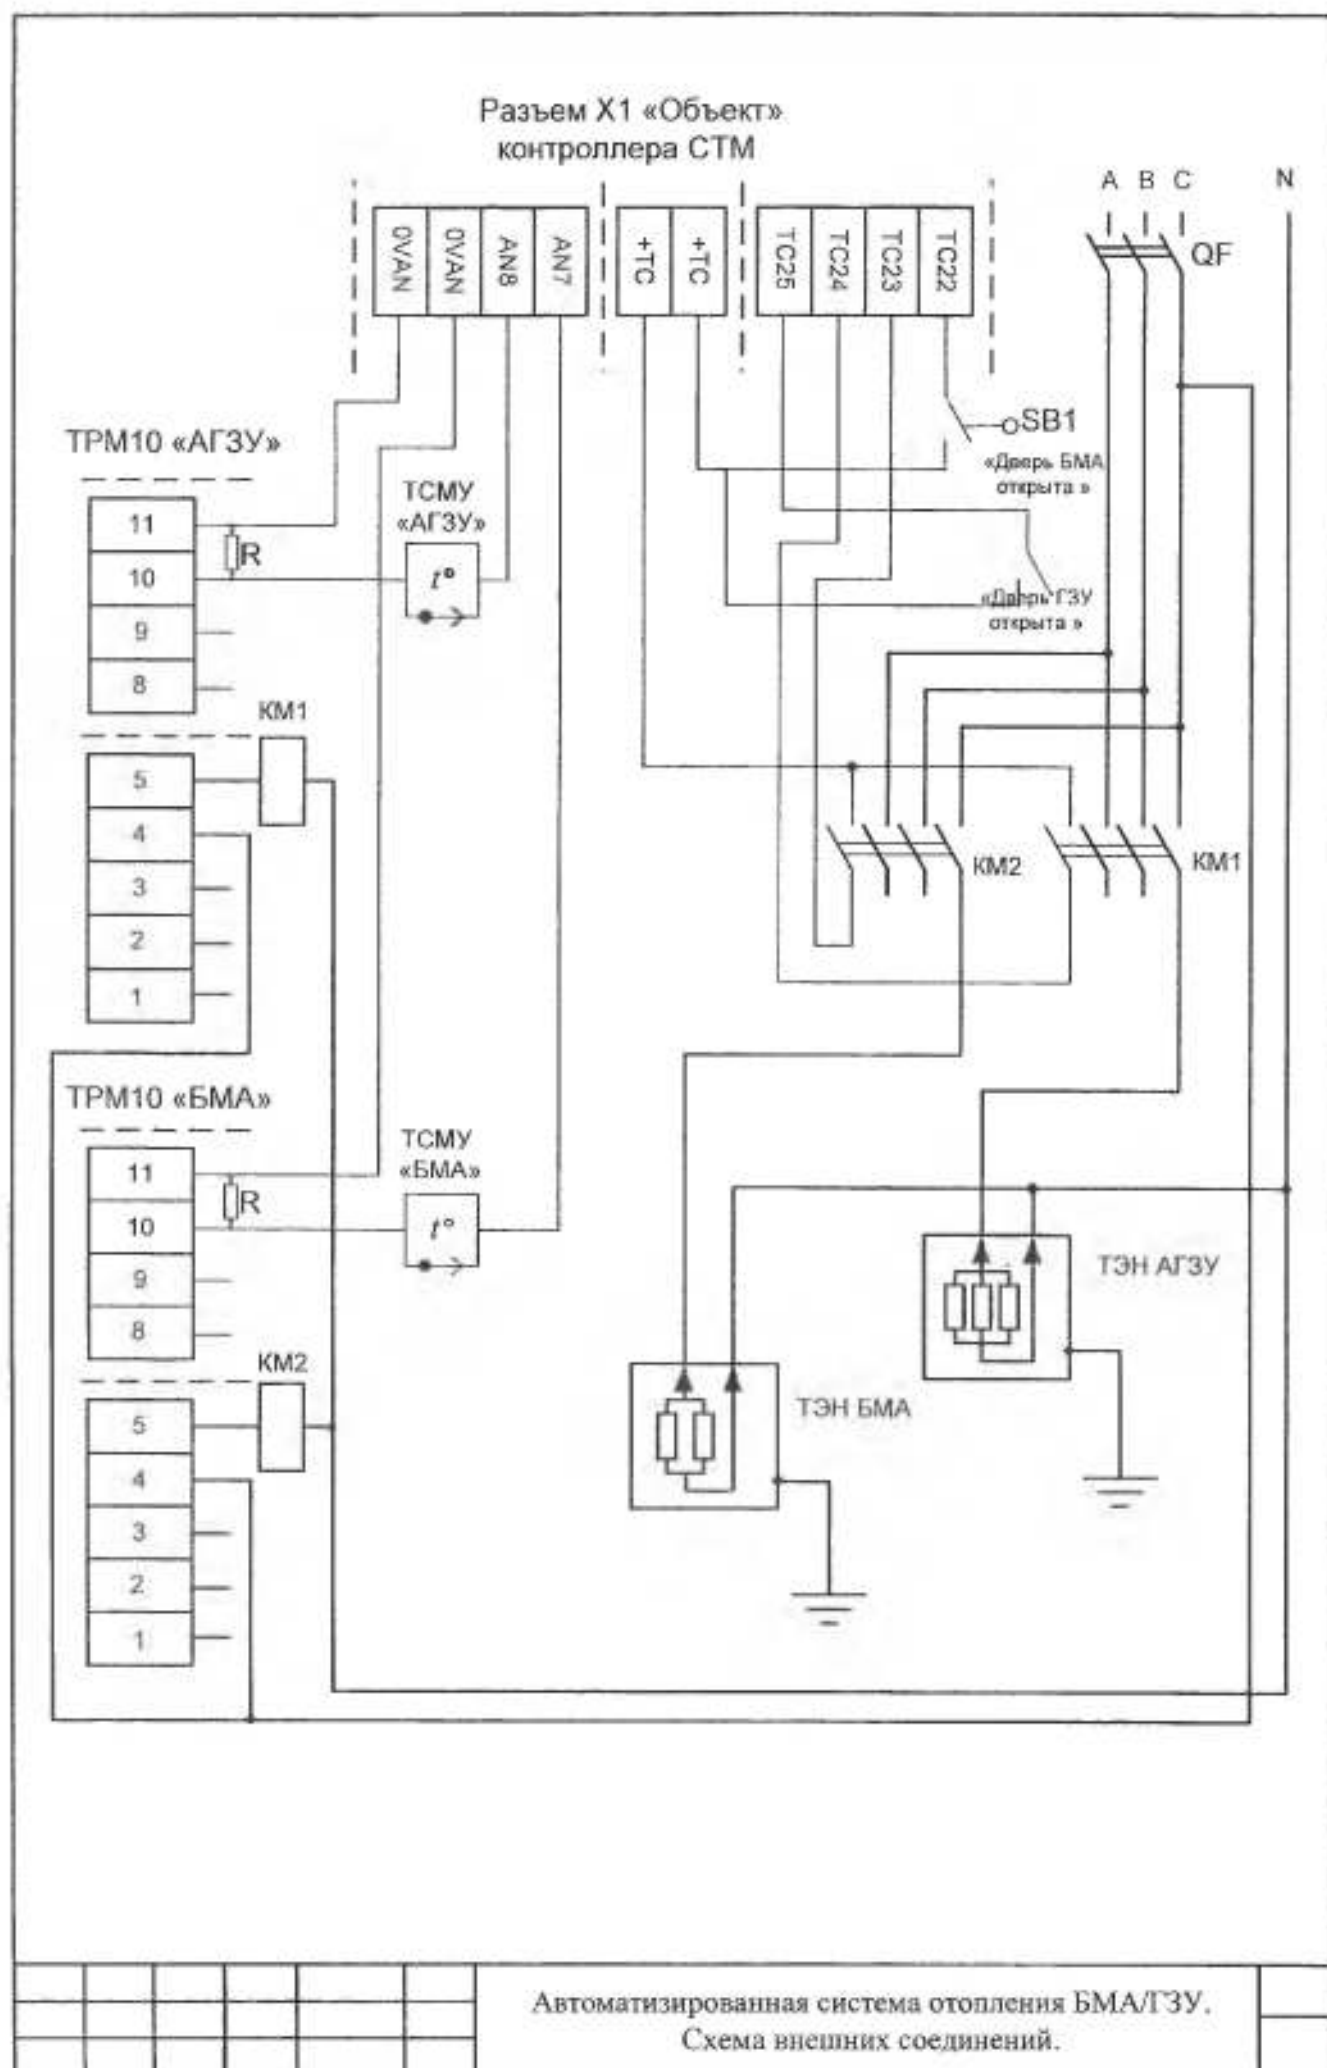 Разъем X1 «Объект»
контроллера СТМ
A B C N
0VAN
0VAN
AN8
AN7
+TC
+TC
TC25
TC24
TC23
TC22
QF
SB1
«Дверь БМА
открыта »
ТРМ10 «АГЗУ»
ТСМУ
«АГЗУ»
11
R
10
t°
9
8
«Дверь ГЗУ
открыта »
КМ1
5
4
3
2
1
КМ2
КМ1
ТРМ10 «БМА»
ТСМУ
«БМА»
11
R
10
t°
9
8
ТЭН АГЗУ
КМ2
5
4
3
2
1
ТЭН БМА
Автоматизированная система отопления БМА/ГЗУ.
Схема внешних соединений.